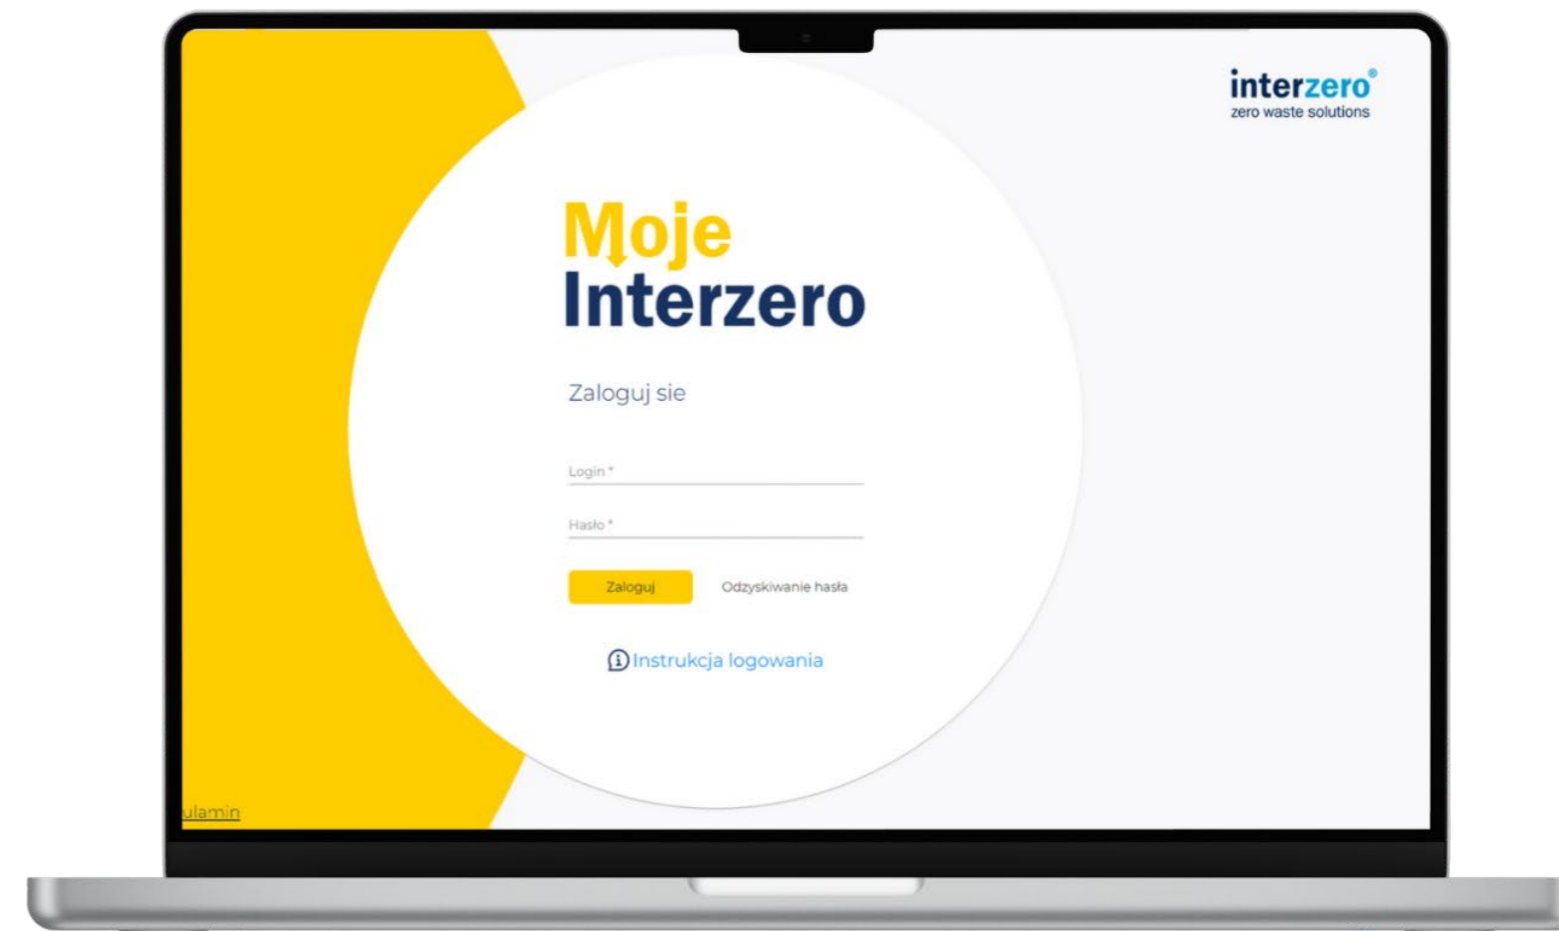 interzero®
zero waste solutions
Moje
Interzero
Zaloguj sie
Login *
Hasło *
Zaloguj Odzyskiwanie hasła
Instrukcja logowania
ulamin